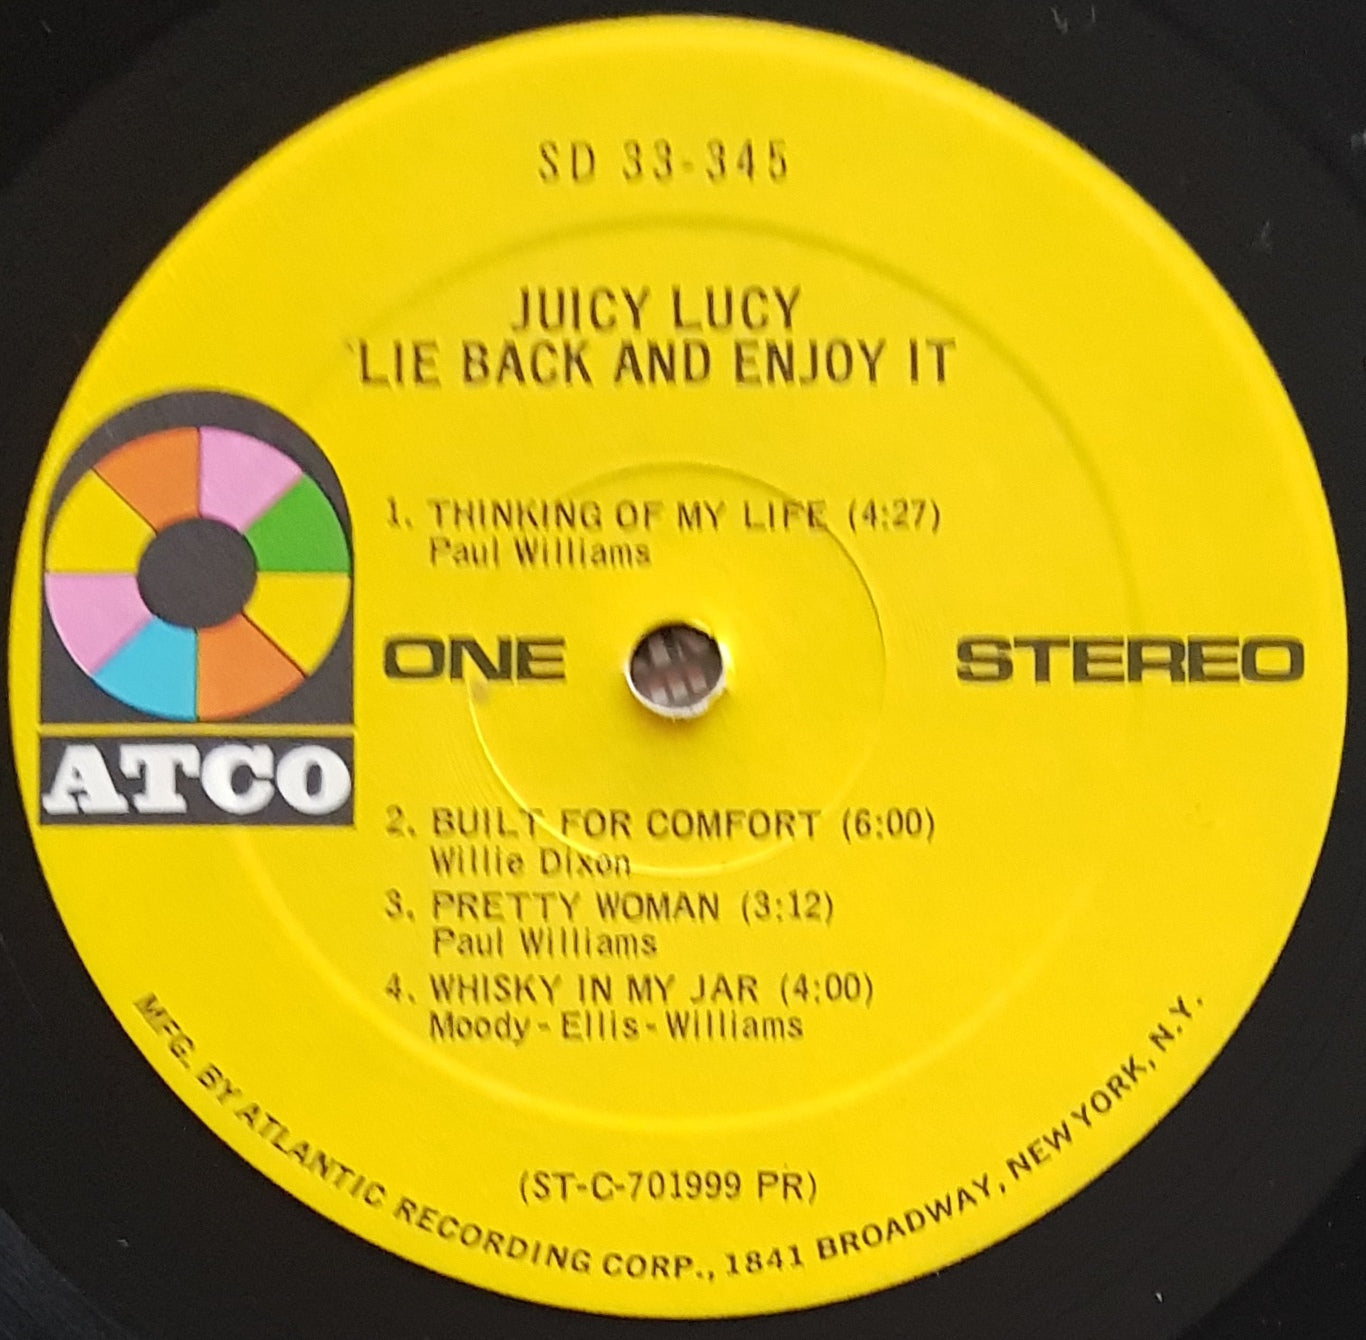 SD 33-345
JUICY LUCY
'LIE BACK AND ENJOY IT
1. THINKING OF MY LIFE (4:27)
Paul Williams
ONE
STEREO
ATCO
2. BUILT FOR COMFORT (6:00)
Willie Dixon
3. PRETTY WOMAN (3:12)
Paul Williams
4. WHISKY IN MY JAR (4:00)
Moody-Ellis-Williams
(ST-C-701999 PR)
MFG. BY ATLANTIC RECORDING CORP., 1841 BROADWAY, NEW YORK, N.Y.